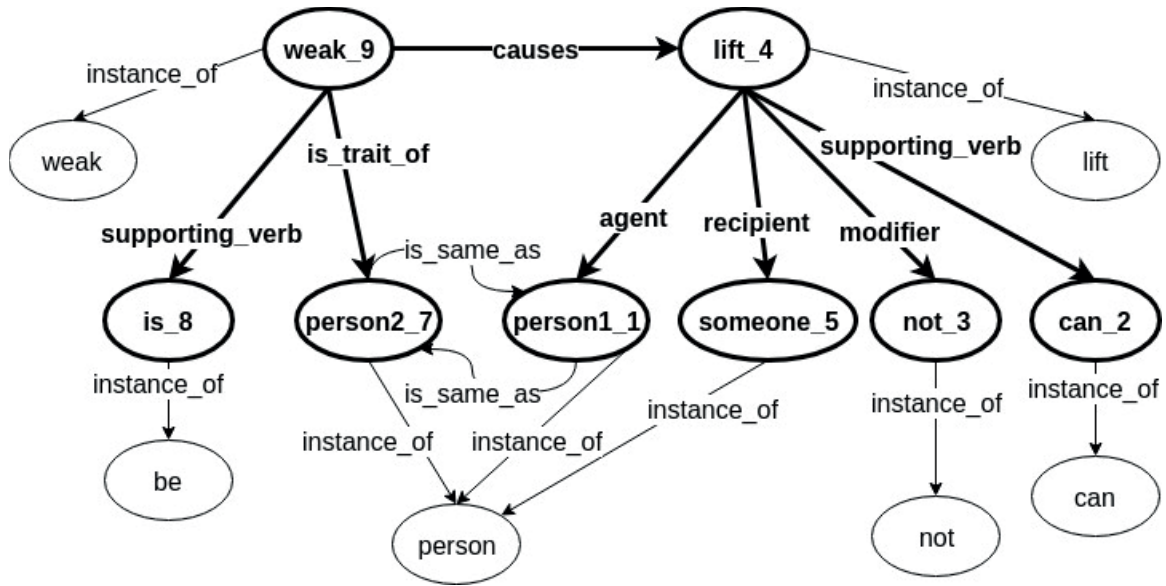 weak_9
causes
lift_4
instance_of
instance_of
weak
is_trait_of
supporting_verb
lift
supporting_verb
agent
recipient
modifier
is_same_as
is_8
person2_7
person1_1
someone_5
not_3
can_2
instance_of
is_same_as
instance_of
instance_of
instance_of
instance_of
instance_of
be
can
person
not